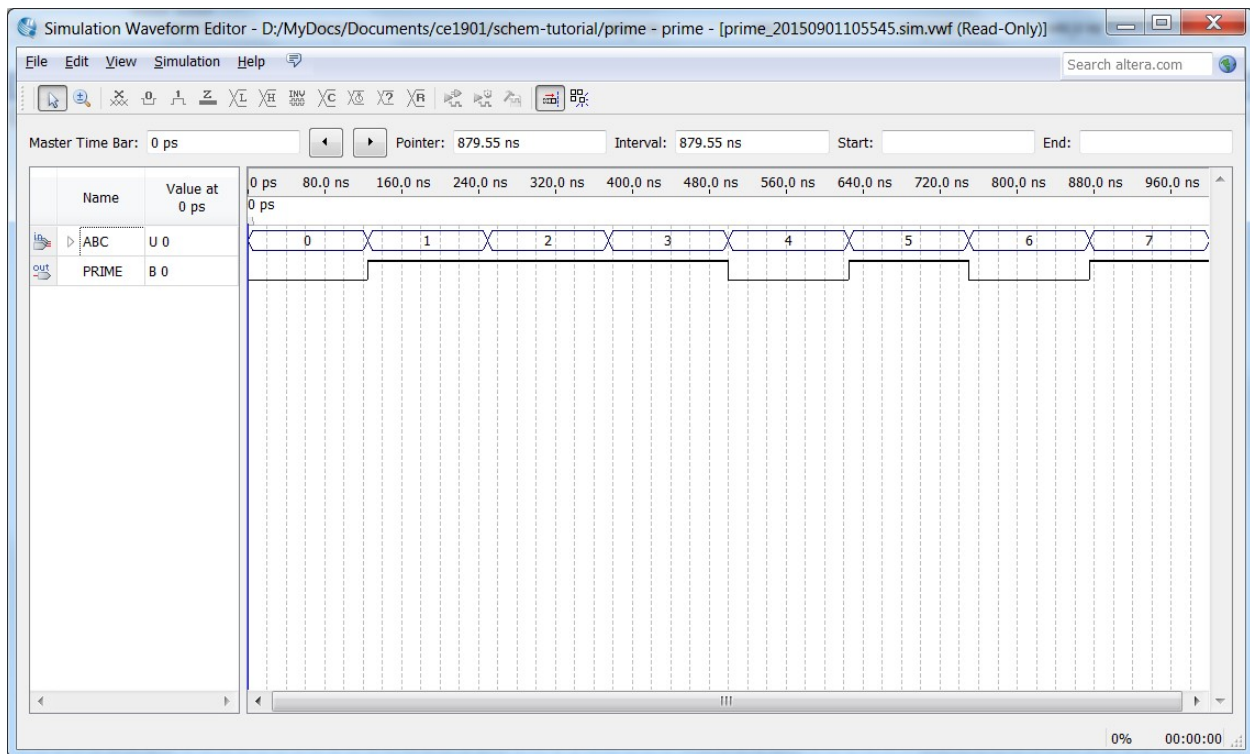 Simulation Waveform Editor - D:/MyDocs/Documents/ce1901/schem-tutorial/prime - prime - [prime_20150901105545.sim.vwf (Read-Only)]
File Edit View Simulation Help Search altera.com
Master Time Bar: 0 ps Pointer: 879.55 ns Interval: 879.55 ns Start: End:
Name Value at 0 ps
0 ps 80.0 ns 160.0 ns 240.0 ns 320.0 ns 400.0 ns 480.0 ns 560.0 ns 640.0 ns 720.0 ns 800.0 ns 880.0 ns 960.0 ns
0 ps
ABC U 0 0 1 2 3 4 5 6 7
PRIME B 0
0% 00:00:00